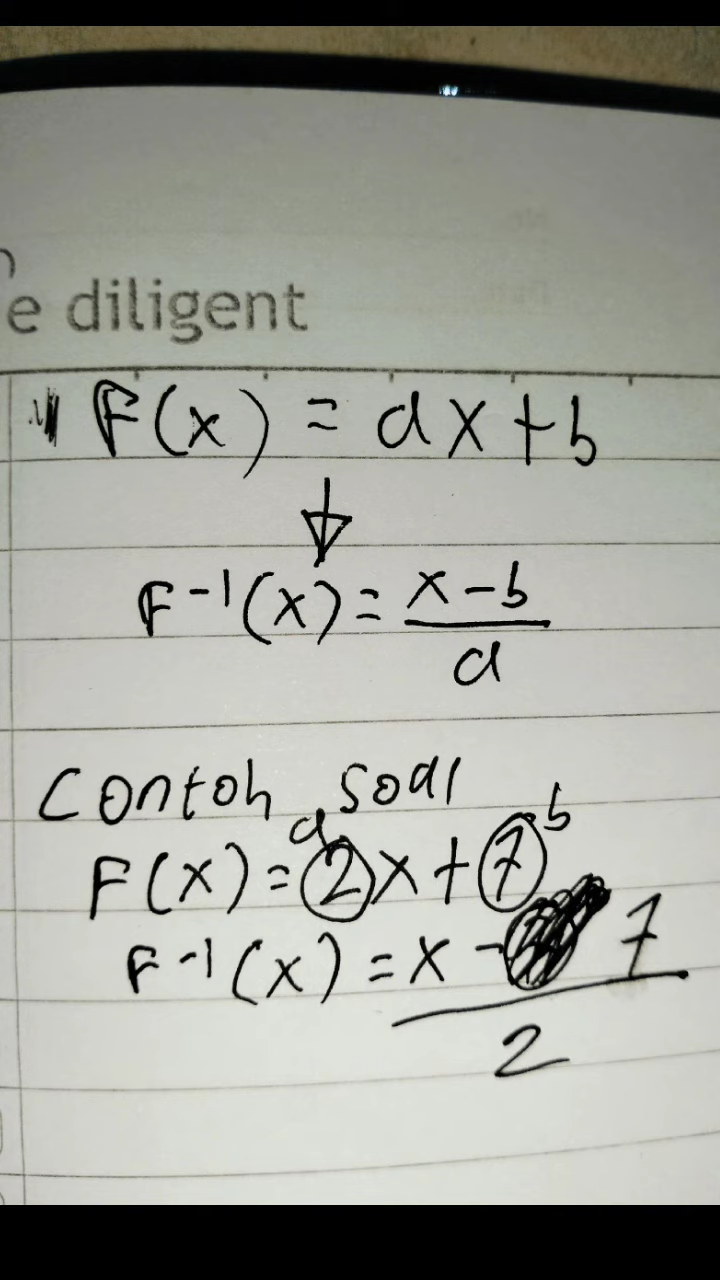 e diligent
F(x) = ax+b
F-1(x) = x-b
a
Contoh soal
a b
F(x) = 2x+7
F-1(x) = x - 7
2